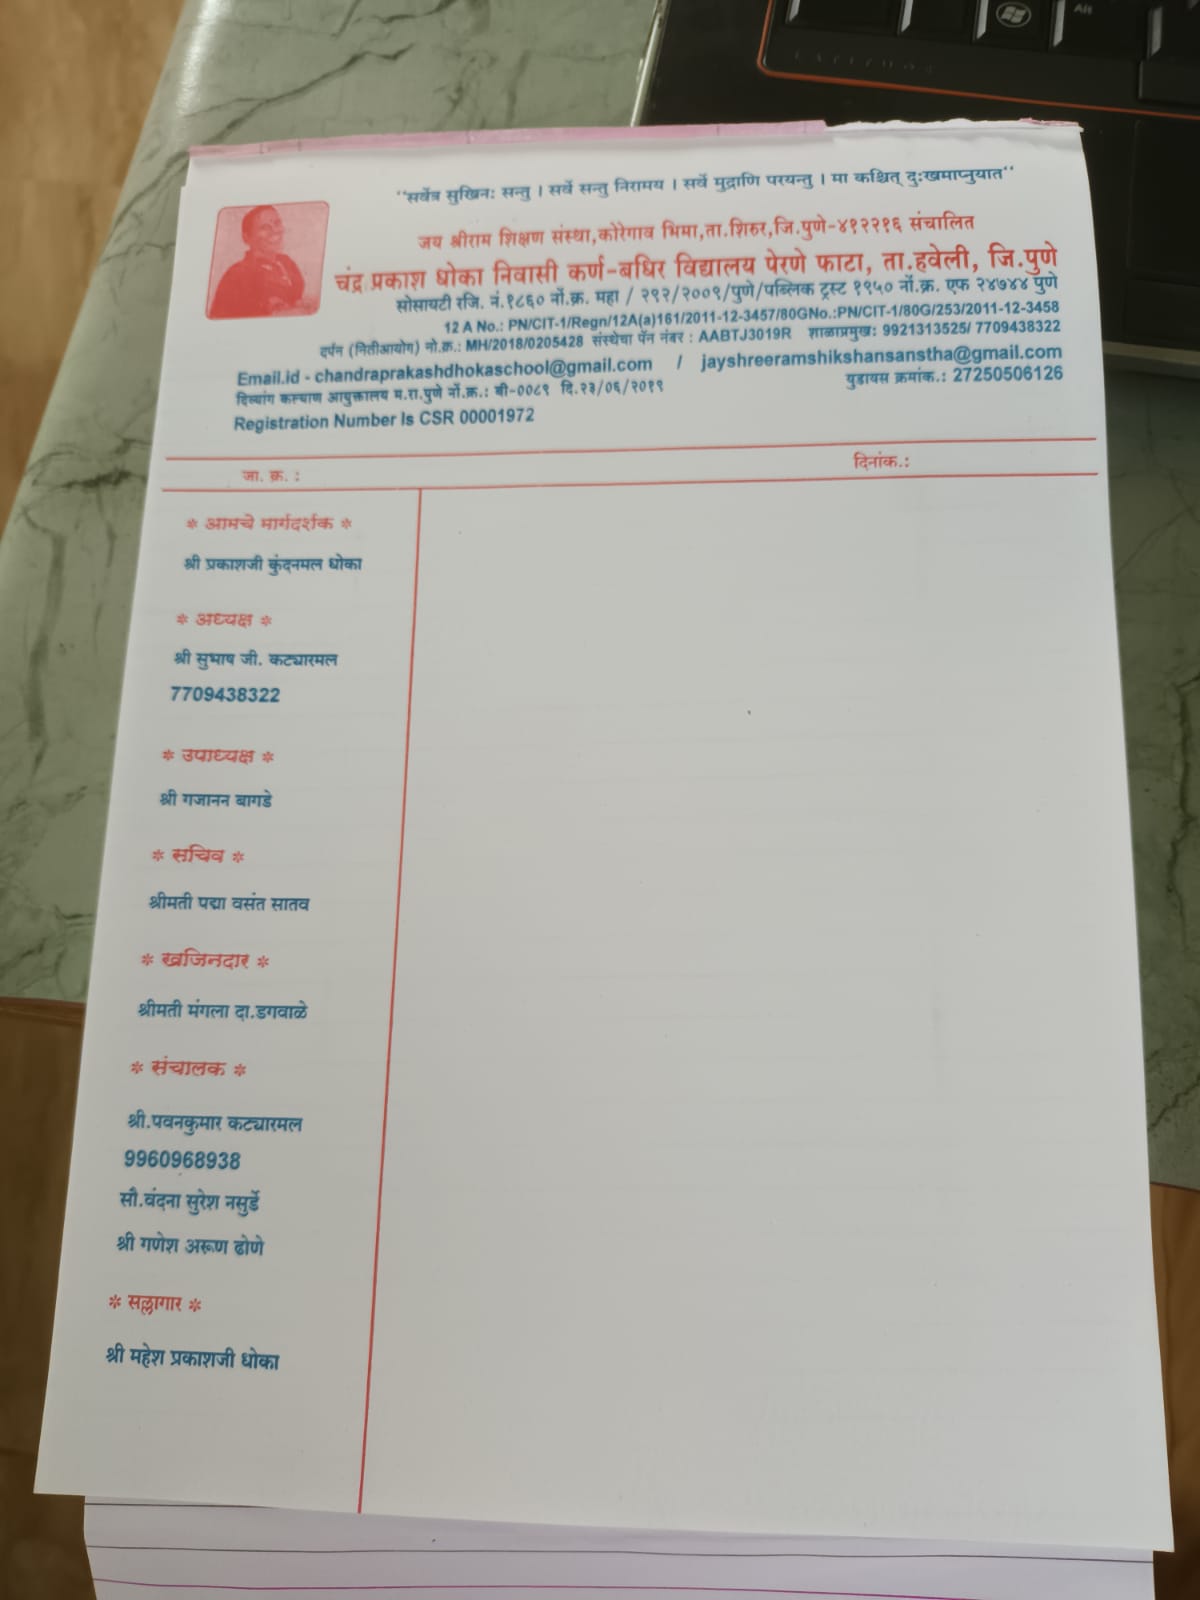 "सर्वेत्र सुखिनः सन्तु । सर्वे सन्तु निरामय । सर्वे मुद्राणि परयन्तु । मा कश्चित् दुःखमाप्नुयात"
जय श्रीराम शिक्षण संस्था,कोरेगाव भिमा,ता.शिरुर,जि.पुणे-४१२२१६ संचालित
चंद्र प्रकाश धोका निवासी कर्ण-बधिर विद्यालय पेरणे फाटा, ता.हवेली, जि.पुणे
सोसायटी रजि. नं.१८६० नों.क्र. महा / २९२/२००९/पुणे/पब्लिक ट्रस्ट १९५० नों.क्र. एफ २४७४४ पुणे
12 A No.: PN/CIT-1/Regn/12A(a)161/2011-12-3457/80GNo.:PN/CIT-1/80G/253/2011-12-3458
दर्पन (नितीआयोग) नो.क्र.: MH/2018/0205428 संस्थेचा पॅन नंबर : AABTJ3019R शाळाप्रमुख: 9921313525/ 7709438322
Email.id - chandraprakashdhokaschool@gmail.com / jayshreeramshikshansanstha@gmail.com
दिव्यांग कल्याण आयुक्तालय म.रा.पुणे नों.क्र.: बी-००८९ दि.२३/०६/२०१९ युडायस क्रमांक.: 27250506126
Registration Number Is CSR 00001972
जा. क्र. : दिनांक.:
* आमचे मार्गदर्शक *
श्री प्रकाशजी कुंदनमल धोका
* अध्यक्ष *
श्री सुभाष जी. कट्यारमल
7709438322
* उपाध्यक्ष *
श्री गजानन बागडे
* सचिव *
श्रीमती पद्मा वसंत सातव
* खजिनदार *
श्रीमती मंगला दा.डगवाळे
* संचालक *
श्री.पवनकुमार कट्यारमल
9960968938
सौ.वंदना सुरेश नसुर्डे
श्री गणेश अरूण ढोणे
* सल्लागार *
श्री महेश प्रकाशजी धोका
Alt